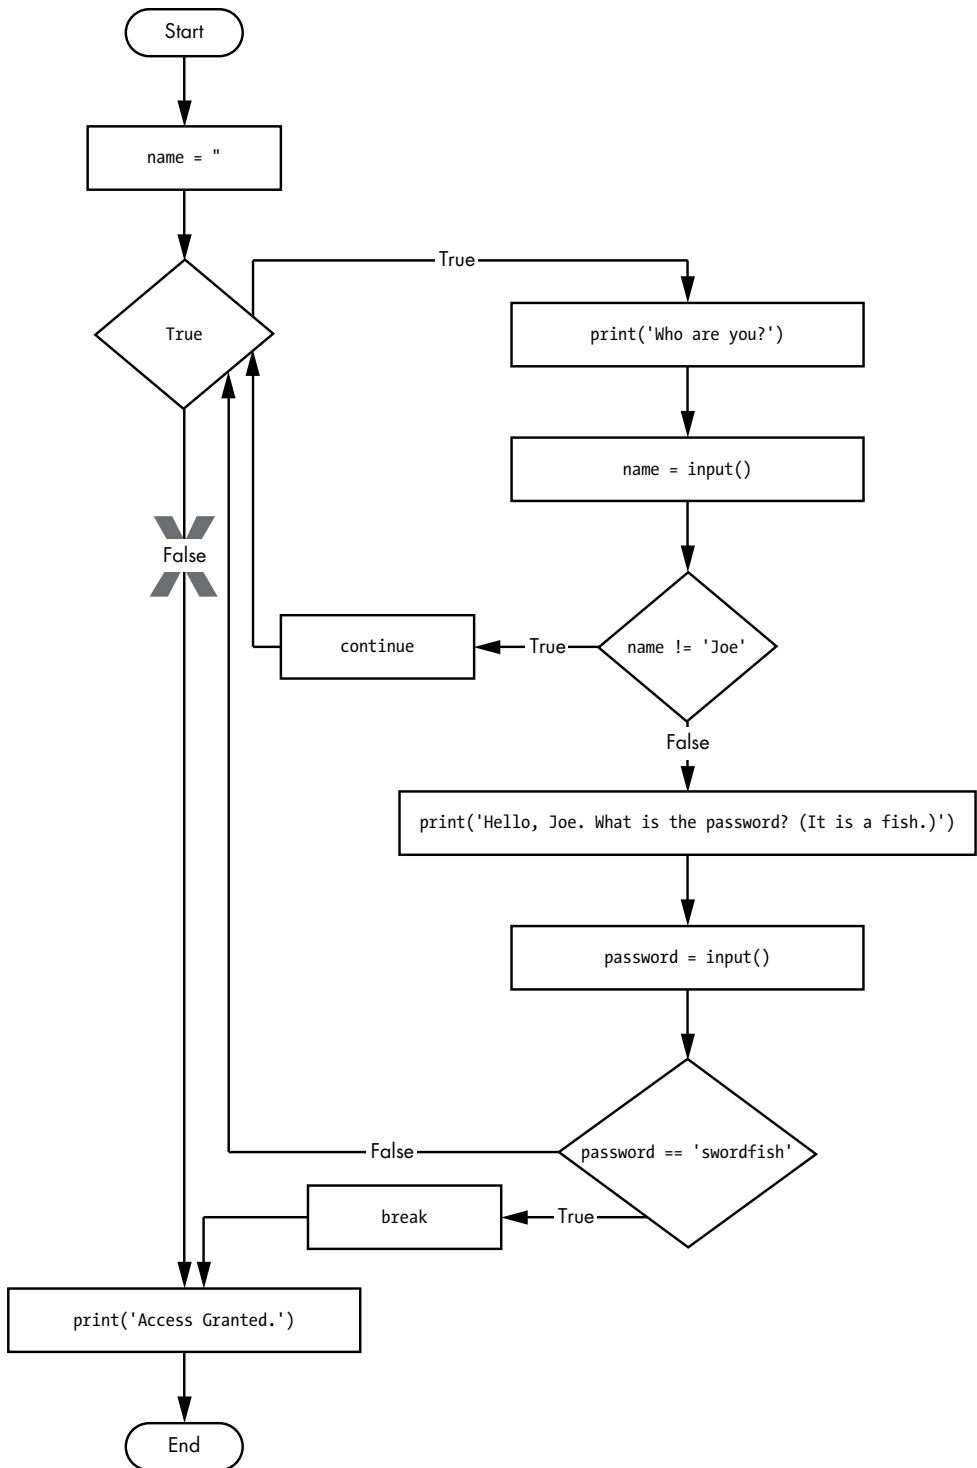 Start
name = "
True
True
print('Who are you?')
name = input()
name != 'Joe'
True
continue
False
False
print('Hello, Joe. What is the password? (It is a fish.)')
password = input()
password == 'swordfish'
False
True
break
print('Access Granted.')
End